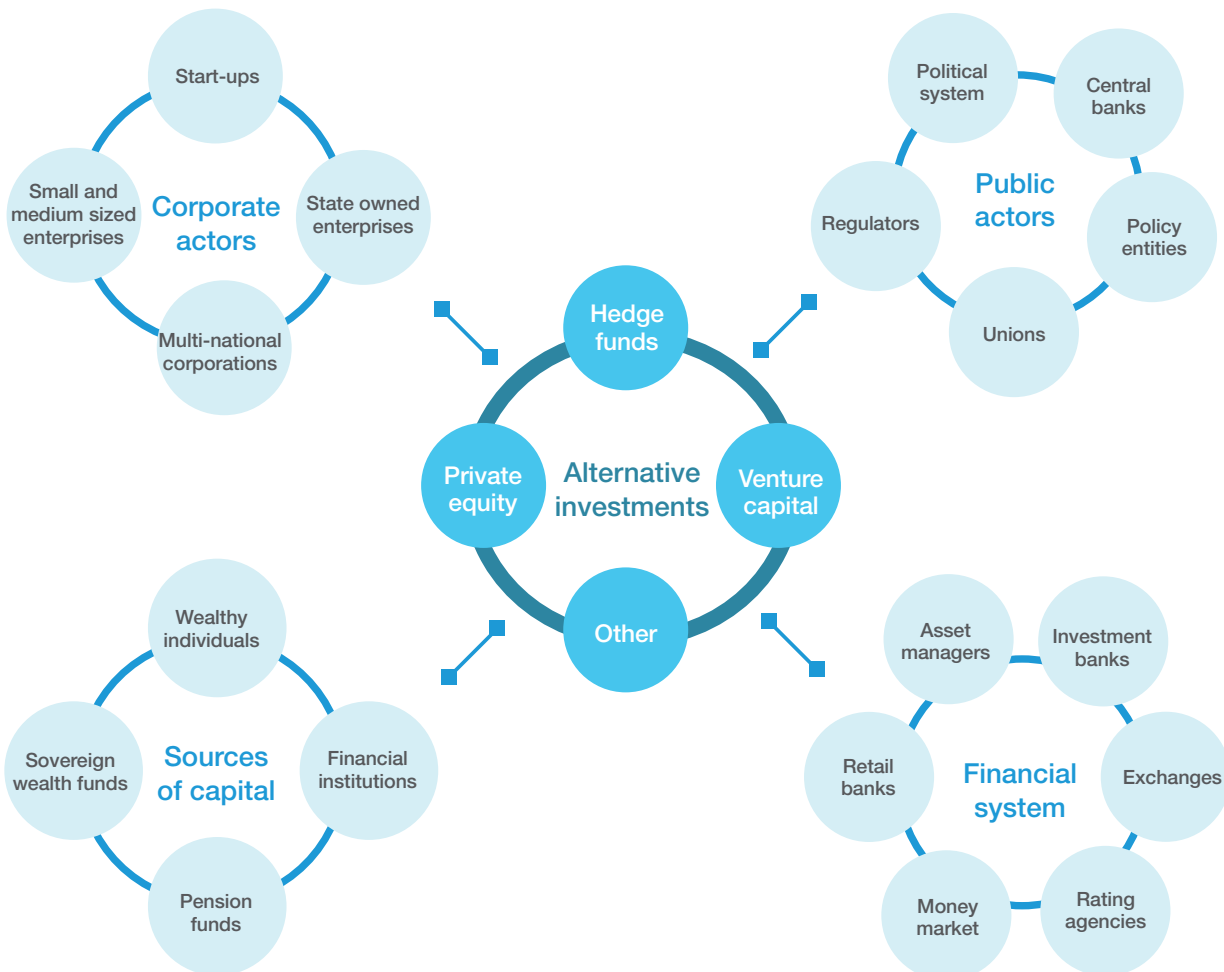 Start-ups
Small and
medium sized
enterprises
Corporate
actors
State owned
enterprises
Multi-national
corporations
Political
system
Central
banks
Regulators
Public
actors
Policy
entities
Unions
Hedge
funds
Private
equity
Alternative
investments
Venture
capital
Other
Wealthy
individuals
Sovereign
wealth funds
Sources
of capital
Financial
institutions
Pension
funds
Asset
managers
Investment
banks
Retail
banks
Financial
system
Exchanges
Money
market
Rating
agencies